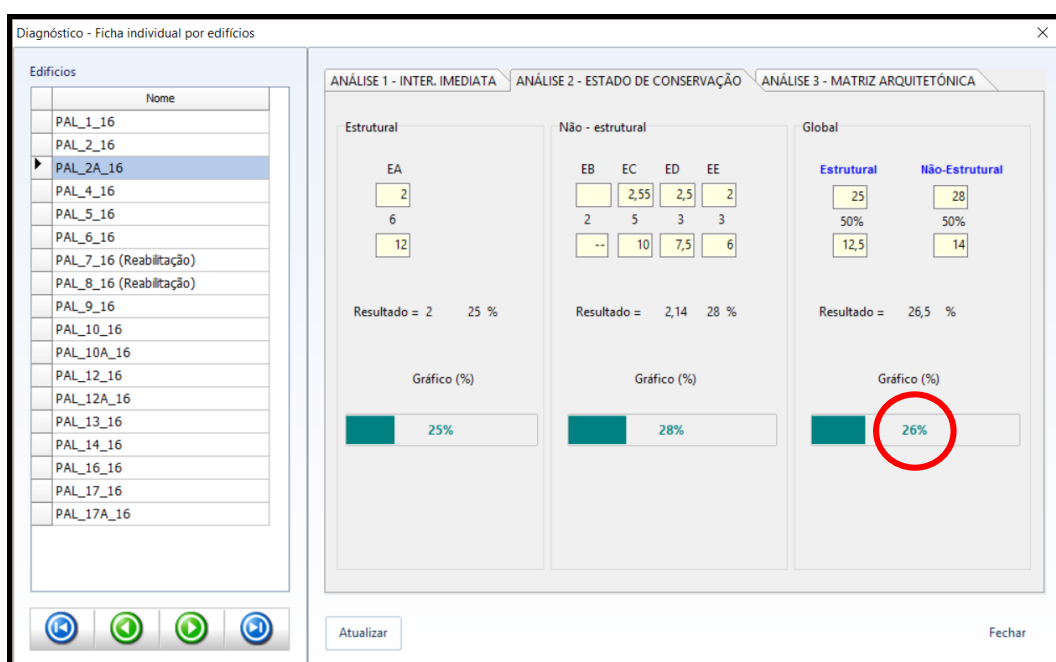 Diagnóstico - Ficha individual por edifícios
Edifícios
Nome
PAL_1_16
PAL_2_16
PAL_2A_16
PAL_4_16
PAL_5_16
PAL_6_16
PAL_7_16 (Reabilitação)
PAL_8_16 (Reabilitação)
PAL_9_16
PAL_10_16
PAL_10A_16
PAL_12_16
PAL_12A_16
PAL_13_16
PAL_14_16
PAL_16_16
PAL_17_16
PAL_17A_16
ANÁLISE 1 - INTER. IMEDIATA ANÁLISE 2 - ESTADO DE CONSERVAÇÃO ANÁLISE 3 - MATRIZ ARQUITETÓNICA
Estrutural
EA
2
6
12
Resultado = 2 25 %
Gráfico (%)
25%
Não - estrutural
EB EC ED EE
2,55 2,5 2
2 5 3 3
-- 10 7,5 6
Resultado = 2,14 28 %
Gráfico (%)
28%
Global
Estrutural Não-Estrutural
25 28
50% 50%
12,5 14
Resultado = 26,5 %
Gráfico (%)
26%
Atualizar
Fechar